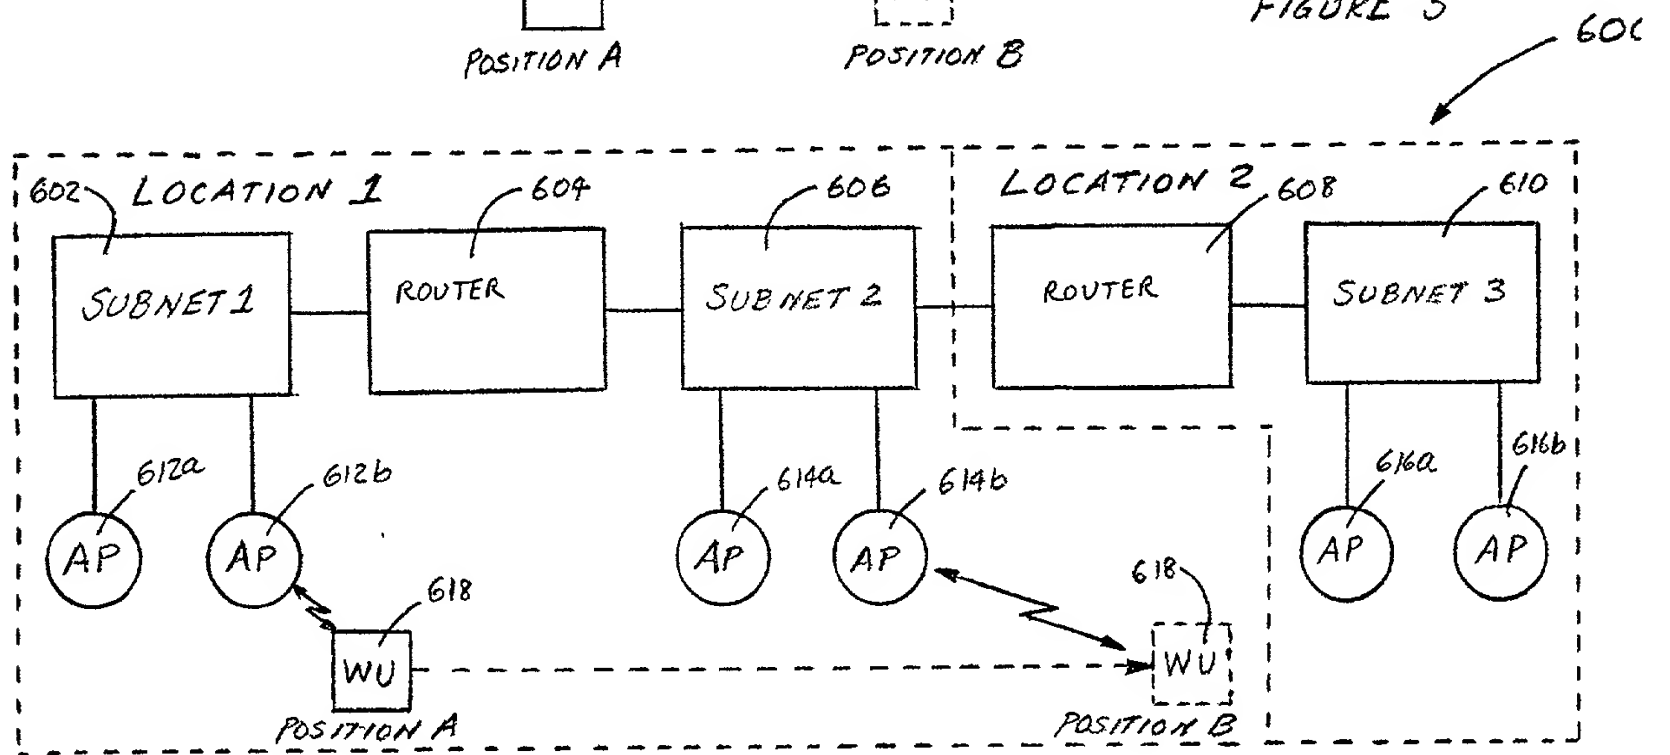 FIGURE 5
POSITION A
POSITION B
LOCATION 1
LOCATION 2
602
604
606
608
610
SUBNET 1
ROUTER
SUBNET 2
ROUTER
SUBNET 3
612a
612b
614a
614b
616a
616b
AP
AP
AP
AP
AP
AP
618
618
WU
WU
POSITION A
POSITION B